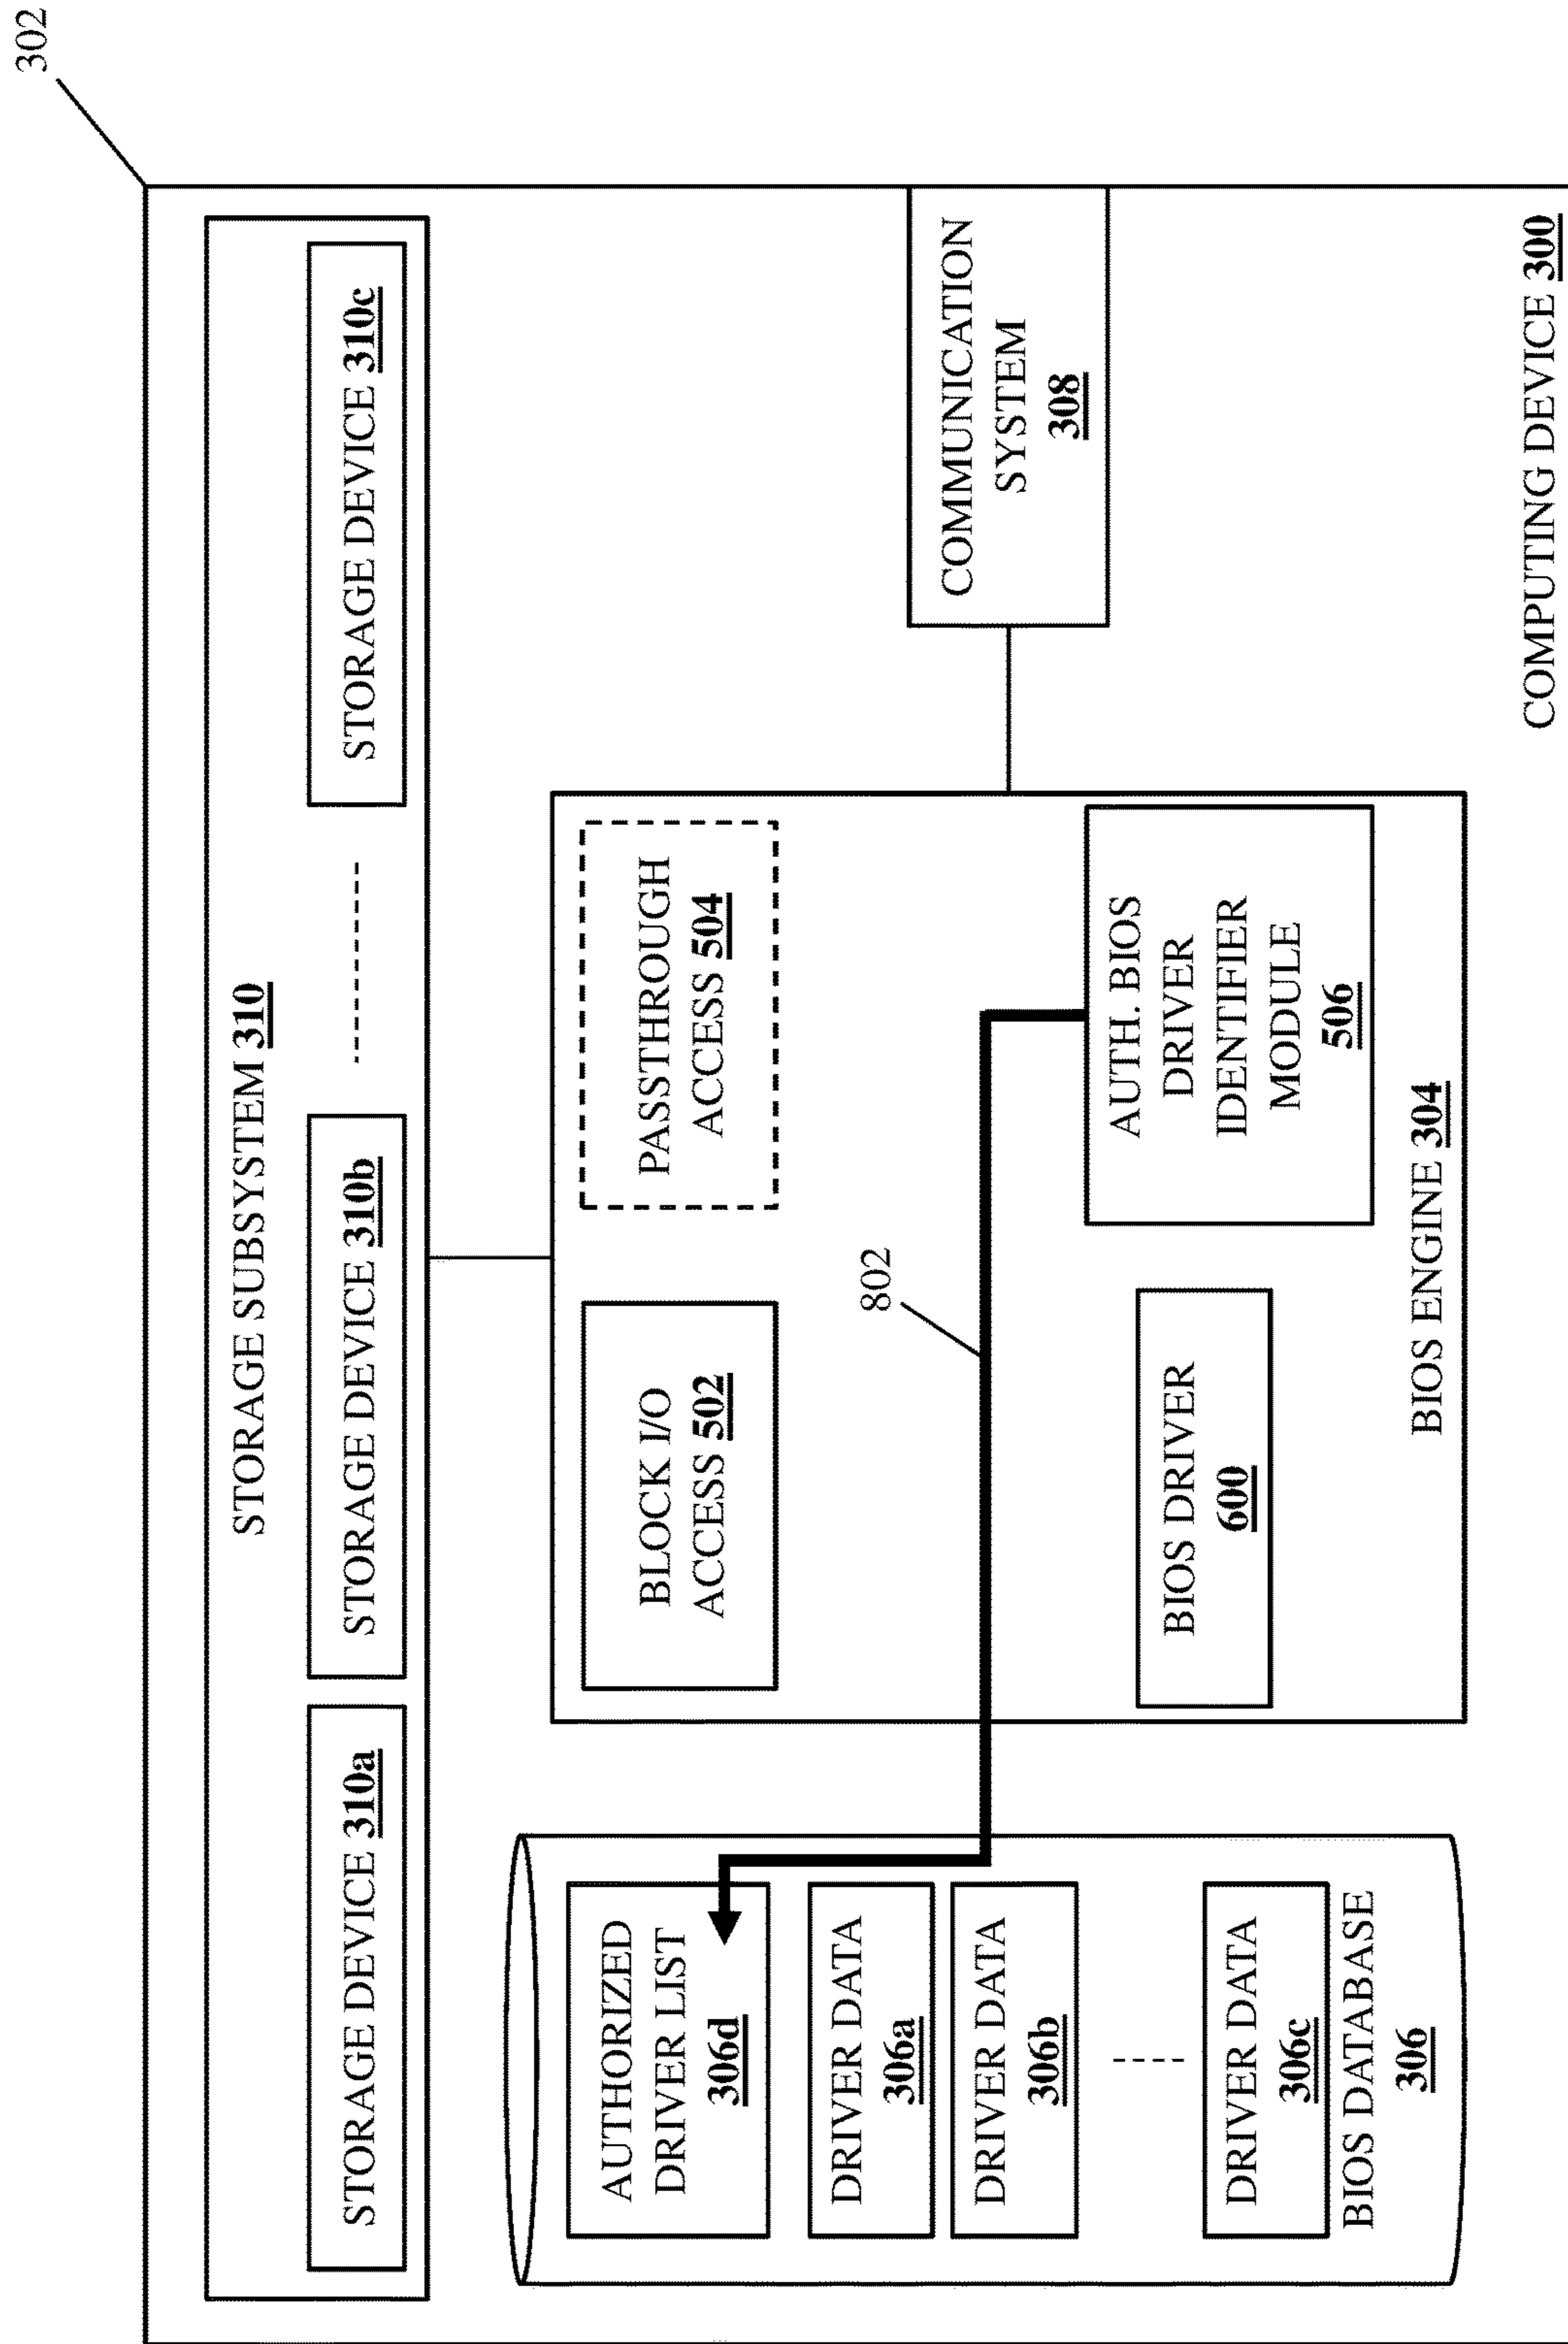 302
STORAGE SUBSYSTEM 310
STORAGE DEVICE 310a
STORAGE DEVICE 310b
STORAGE DEVICE 310c
AUTHORIZED
DRIVER LIST
306d
DRIVER DATA
306a
DRIVER DATA
306b
DRIVER DATA
306c
BIOS DATABASE
306
BLOCK I/O
ACCESS 502
PASSTHROUGH
ACCESS 504
802
BIOS DRIVER
600
AUTH. BIOS
DRIVER
IDENTIFIER
MODULE
506
BIOS ENGINE 304
COMMUNICATION
SYSTEM
308
COMPUTING DEVICE 300